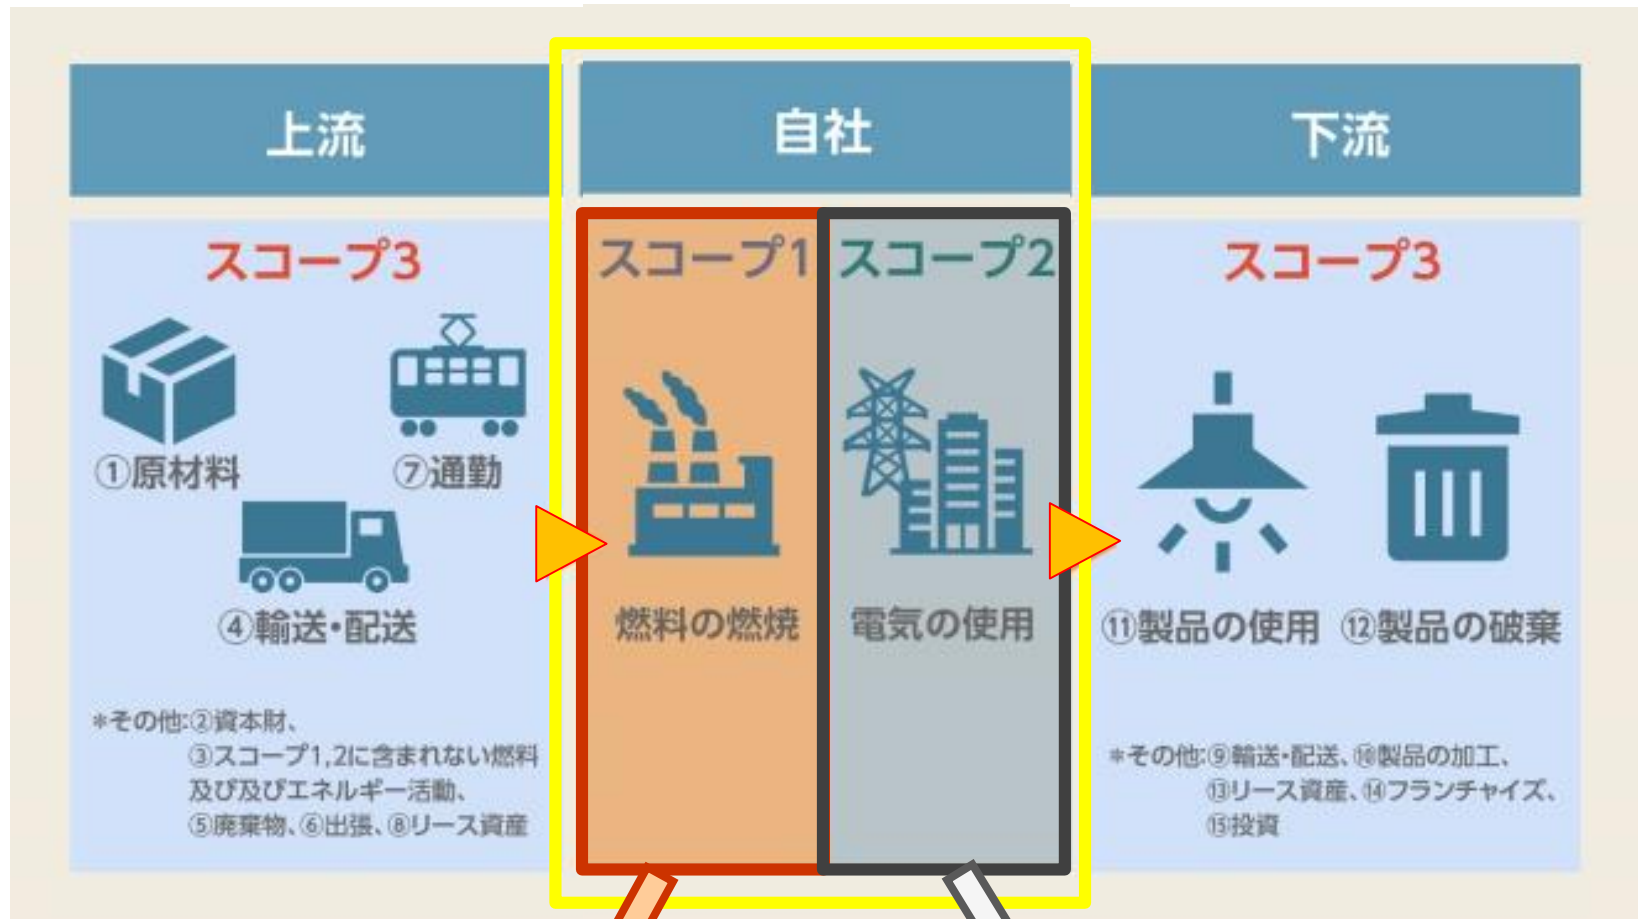 上流
自社
下流
スコープ3
①原材料
⑦通勤
④輸送・配送
*その他:②資本財、
③スコープ1,2に含まれない燃料
及び及びエネルギー活動、
⑤廃棄物、⑥出張、⑧リース資産
スコープ1
燃料の燃焼
スコープ2
電気の使用
スコープ3
⑪製品の使用
⑫製品の破棄
*その他:⑨輸送・配送、⑩製品の加工、
⑬リース資産、⑭フランチャイズ、
⑮投資